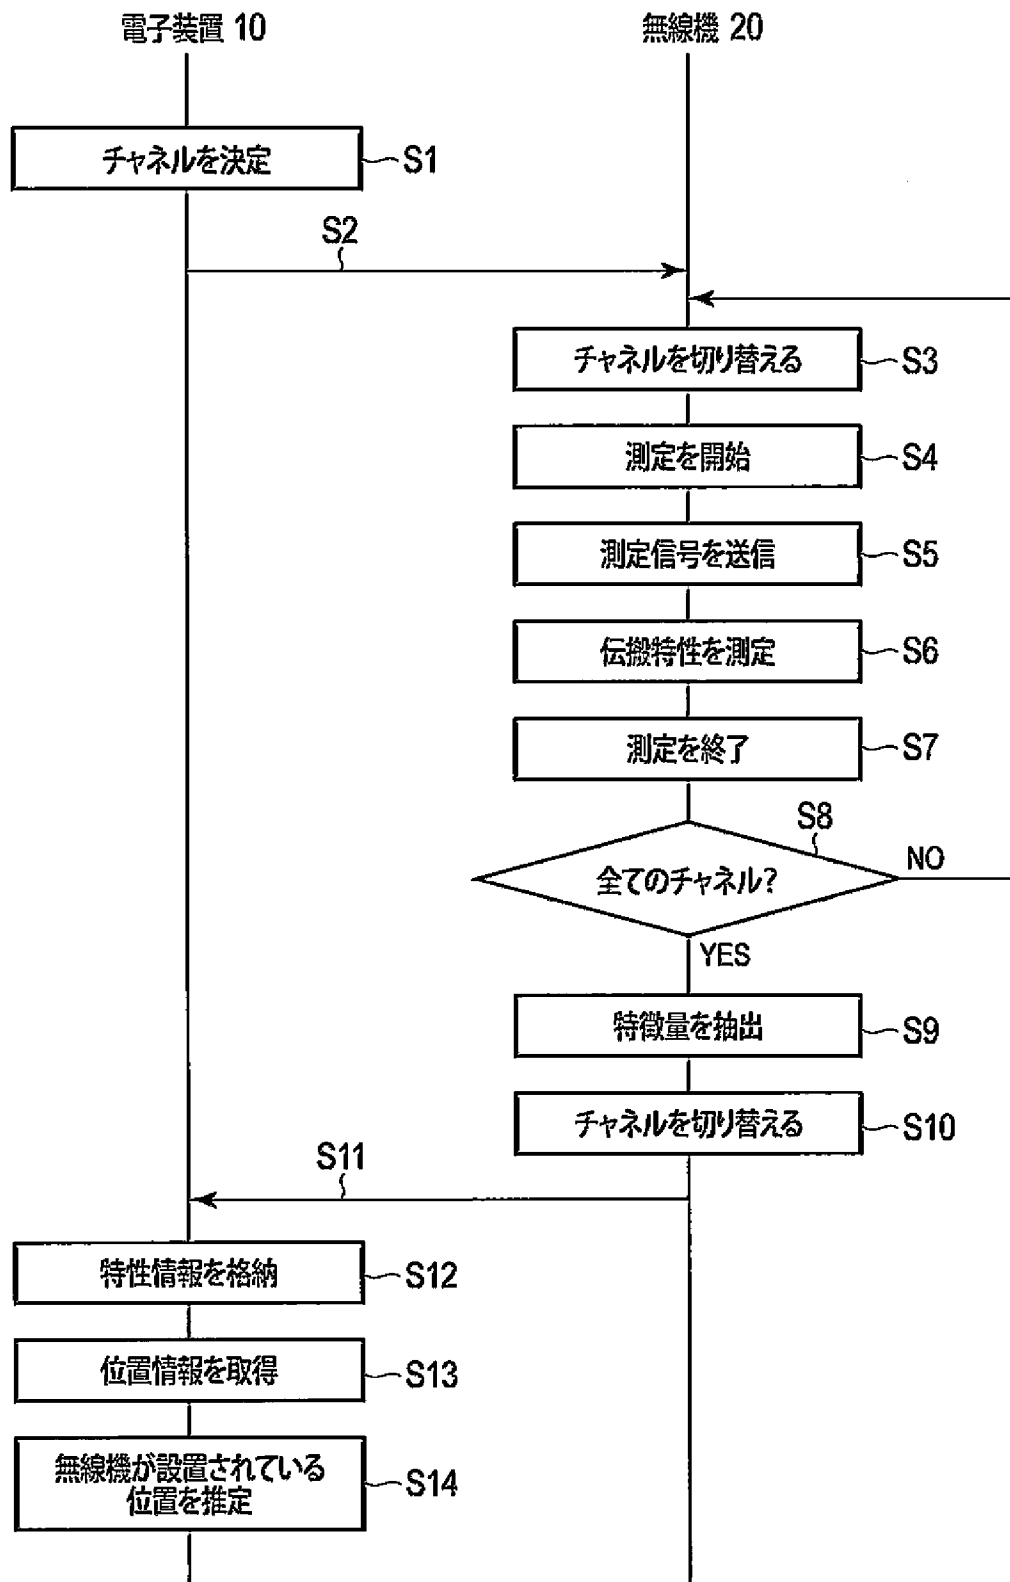 電子装置 10
無線機 20
チャネルを決定
S1
S2
チャネルを切り替える
S3
測定を開始
S4
測定信号を送信
S5
伝搬特性を測定
S6
測定を終了
S7
S8
全てのチャネル?
NO
YES
特徴量を抽出
S9
チャネルを切り替える
S10
S11
特性情報を格納
S12
位置情報を取得
S13
無線機が設置されている
位置を推定
S14